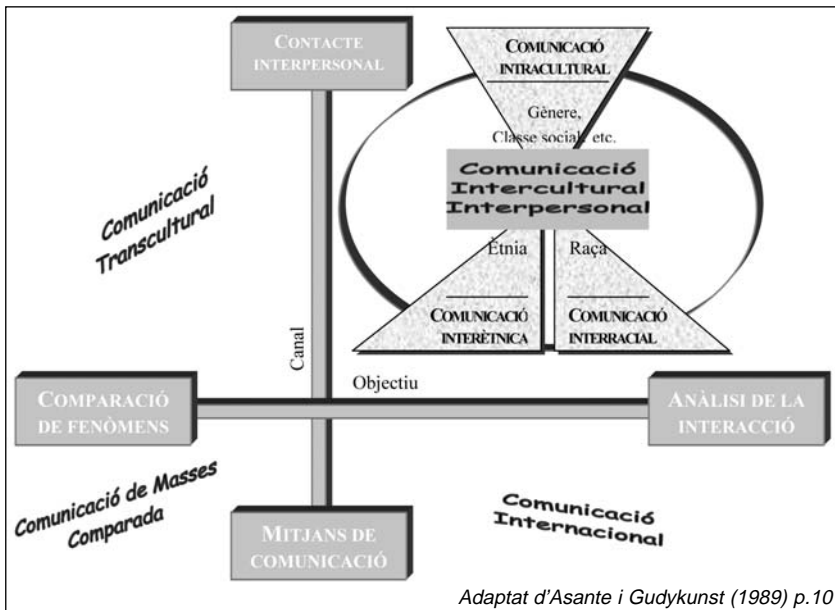 CONTACTE
INTERPERSONAL
COMUNICACIÓ
INTRACULTURAL
Gènere,
Classe social, etc.
Comunicació
Intercultural
Interpersonal
Ètnia
Raça
COMUNICACIÓ
INTERÈTNICA
COMUNICACIÓ
INTERRACIAL
Comunicació
Transcultural
Canal
Objectiu
COMPARACIÓ
DE FENÒMENS
ANÀLISI DE LA
INTERACCIÓ
Comunicació de Masses
Comparada
MITJANS DE
COMUNICACIÓ
Comunicació
Internacional
Adaptat d'Asante i Gudykunst (1989) p.10